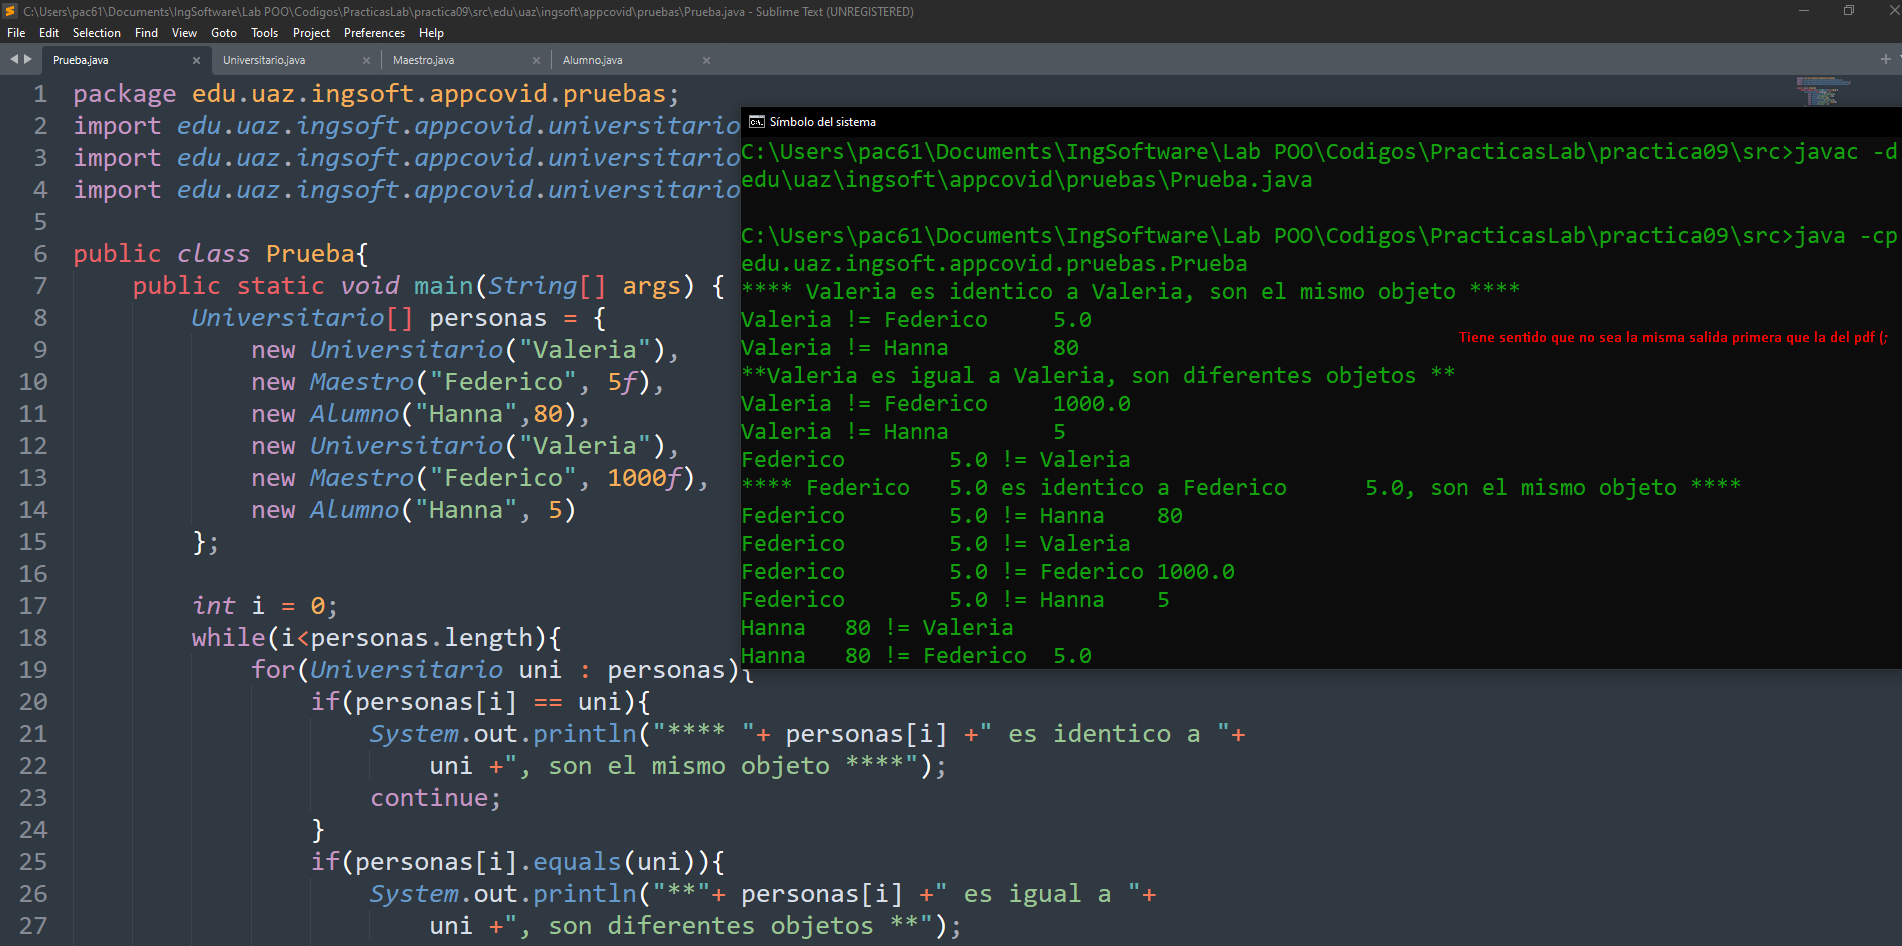 C:\Users\pac61\Documents\IngSoftware\Lab POO\Codigos\PracticasLab\practica09\src\edu\uaz\ingsoft\appcovid\pruebas\Prueba.java - Sublime Text (UNREGISTERED)
File Edit Selection Find View Goto Tools Project Preferences Help
Prueba.java × Universitario.java × Maestro.java × Alumno.java ×
1 package edu.uaz.ingsoft.appcovid.pruebas;
2 import edu.uaz.ingsoft.appcovid.universitario
3 import edu.uaz.ingsoft.appcovid.universitario
4 import edu.uaz.ingsoft.appcovid.universitario
5
6 public class Prueba{
7 public static void main(String[] args) {
8 Universitario[] personas = {
9 new Universitario("Valeria"),
10 new Maestro("Federico", 5f),
11 new Alumno("Hanna",80),
12 new Universitario("Valeria"),
13 new Maestro("Federico", 1000f),
14 new Alumno("Hanna", 5)
15 };
16
17 int i = 0;
18 while(i<personas.length){
19 for(Universitario uni : personas){
20 if(personas[i] == uni){
21 System.out.println("**** "+ personas[i] +" es identico a "+
22 uni +", son el mismo objeto ****");
23 continue;
24 }
25 if(personas[i].equals(uni)){
26 System.out.println("**"+ personas[i] +" es igual a "+
27 uni +", son diferentes objetos **");
Símbolo del sistema
C:\Users\pac61\Documents\IngSoftware\Lab POO\Codigos\PracticasLab\practica09\src>javac -d
edu\uaz\ingsoft\appcovid\pruebas\Prueba.java
C:\Users\pac61\Documents\IngSoftware\Lab POO\Codigos\PracticasLab\practica09\src>java -cp
edu.uaz.ingsoft.appcovid.pruebas.Prueba
**** Valeria es identico a Valeria, son el mismo objeto ****
Valeria != Federico 5.0
Valeria != Hanna 80
**Valeria es igual a Valeria, son diferentes objetos **
Valeria != Federico 1000.0
Valeria != Hanna 5
Federico 5.0 != Valeria
**** Federico 5.0 es identico a Federico 5.0, son el mismo objeto ****
Federico 5.0 != Hanna 80
Federico 5.0 != Valeria
Federico 5.0 != Federico 1000.0
Federico 5.0 != Hanna 5
Hanna 80 != Valeria
Hanna 80 != Federico 5.0
Tiene sentido que no sea la misma salida primera que la del pdf (;